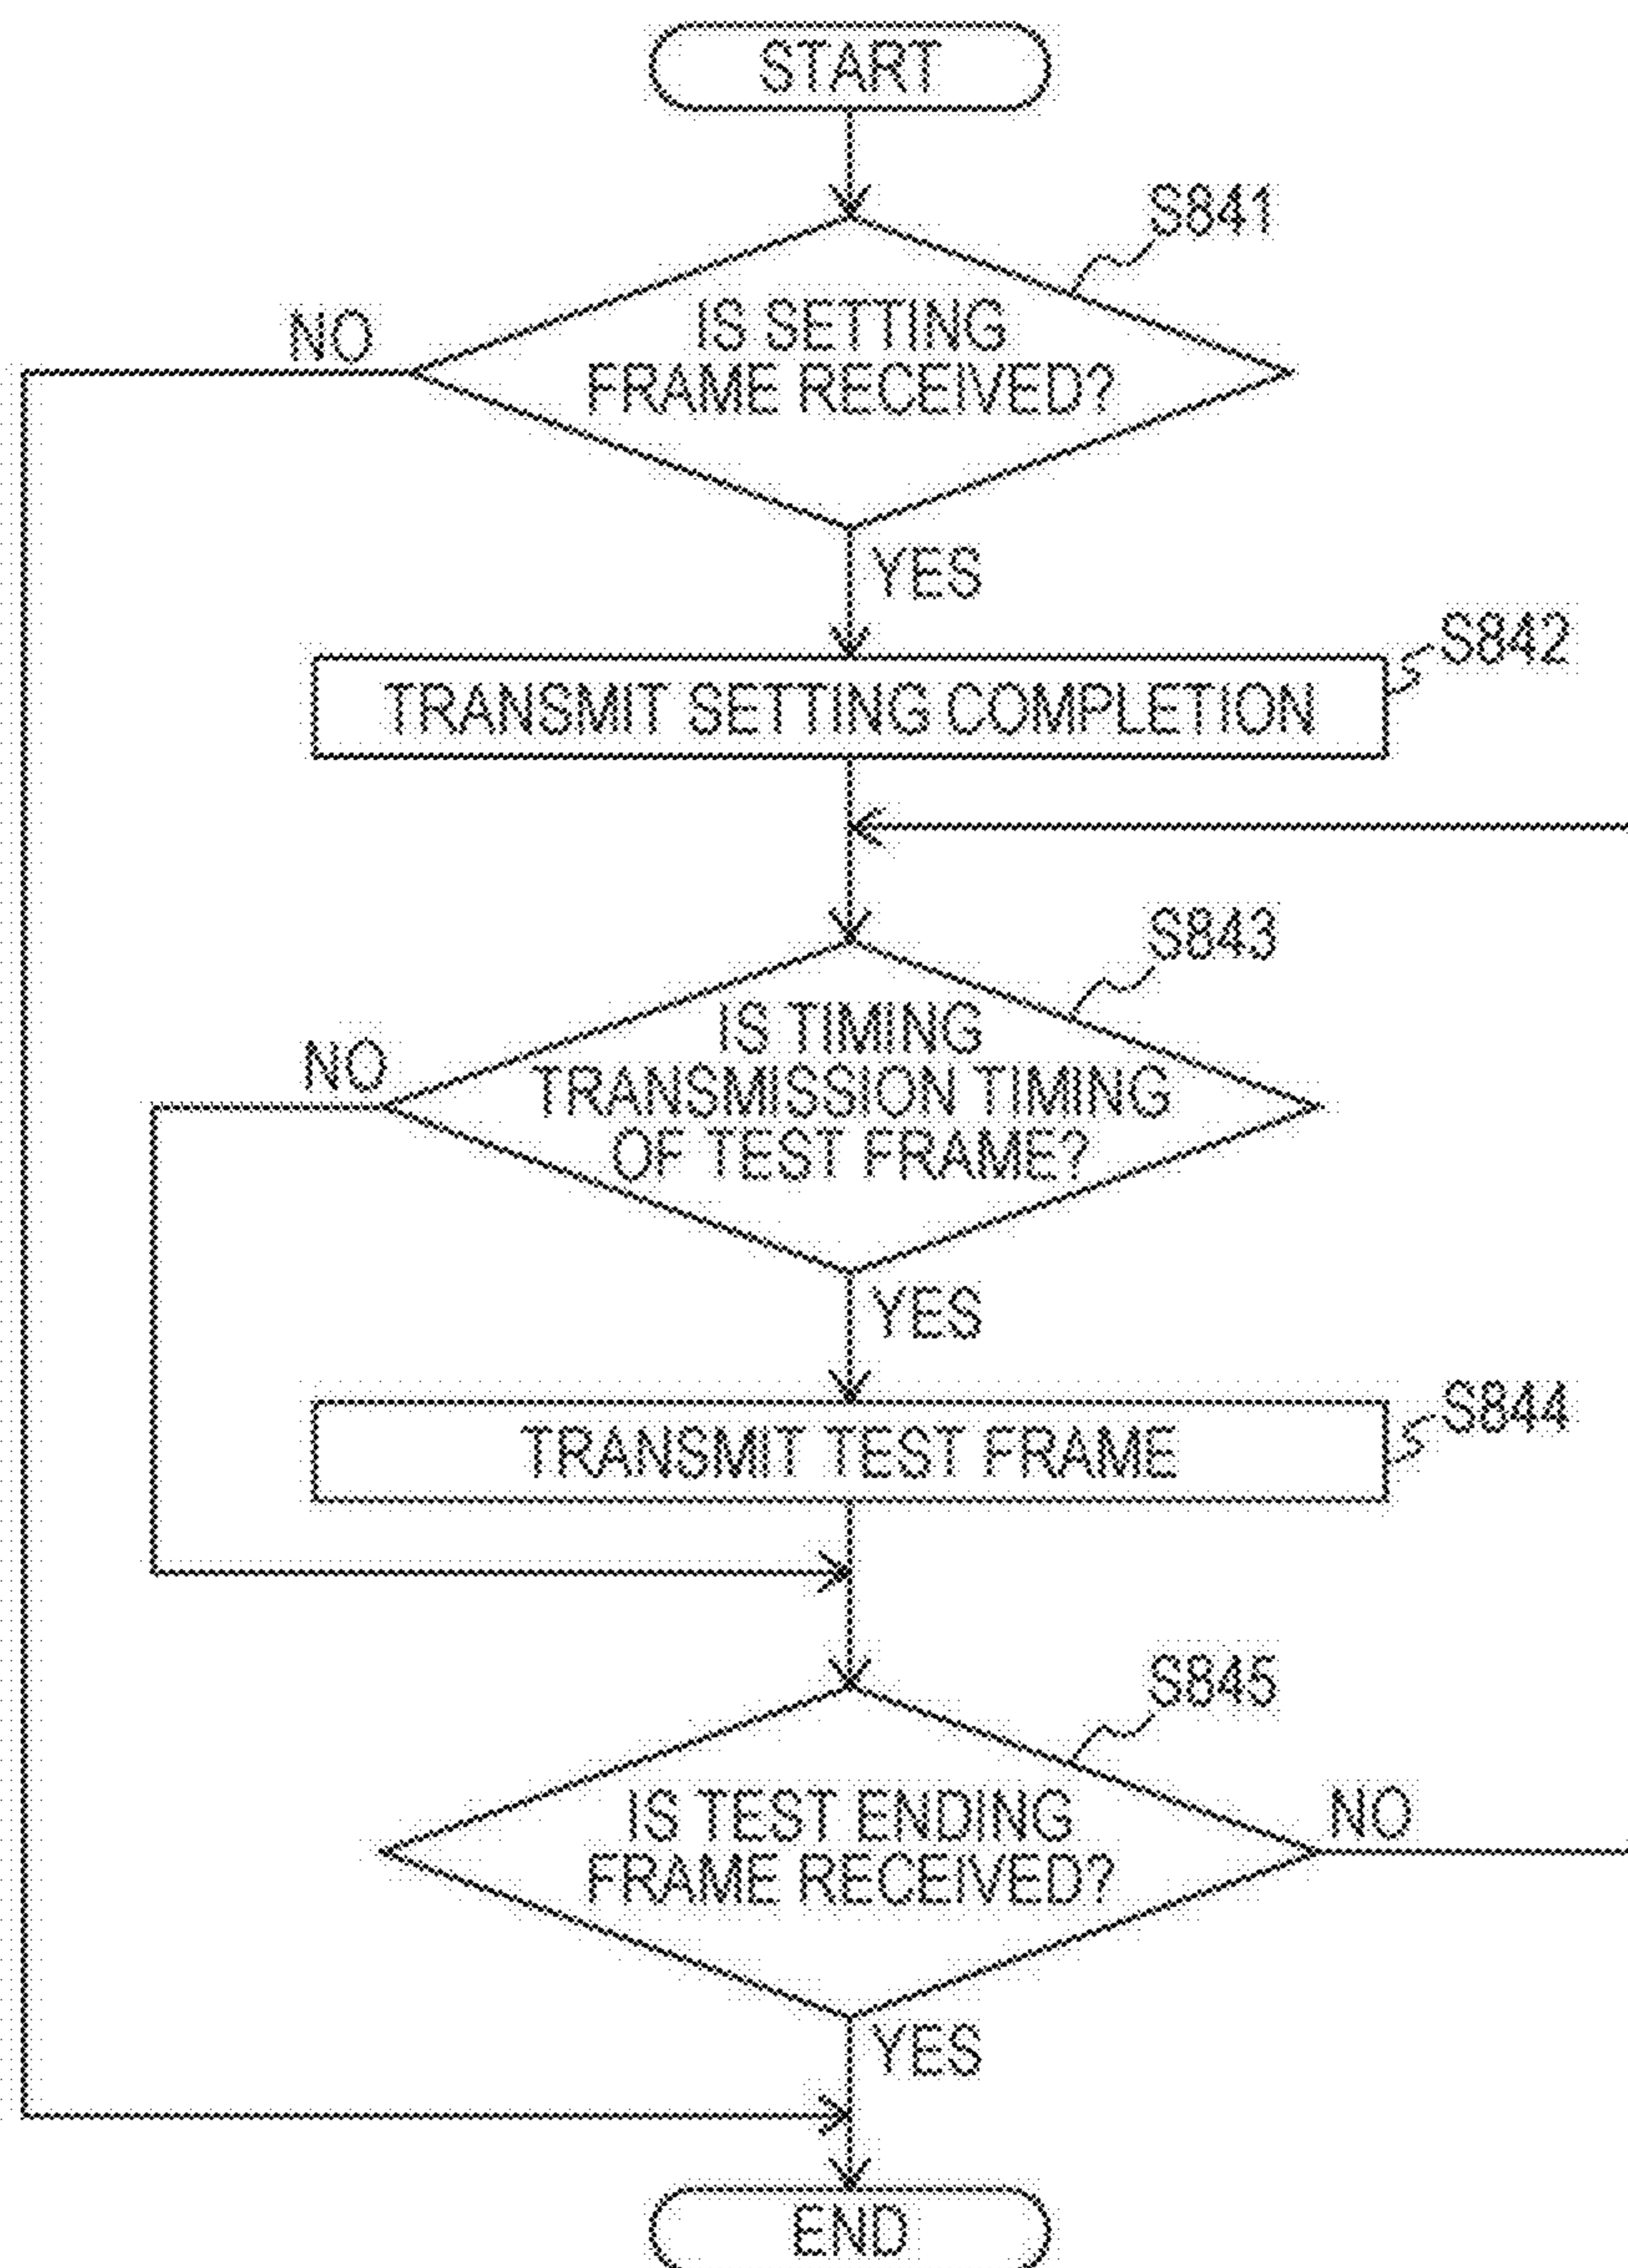 START
S841
IS SETTING
FRAME RECEIVED?
NO
YES
S842
TRANSMIT SETTING COMPLETION
S843
IS TIMING
TRANSMISSION TIMING
OF TEST FRAME?
NO
YES
S844
TRANSMIT TEST FRAME
S845
IS TEST ENDING
FRAME RECEIVED?
NO
YES
END